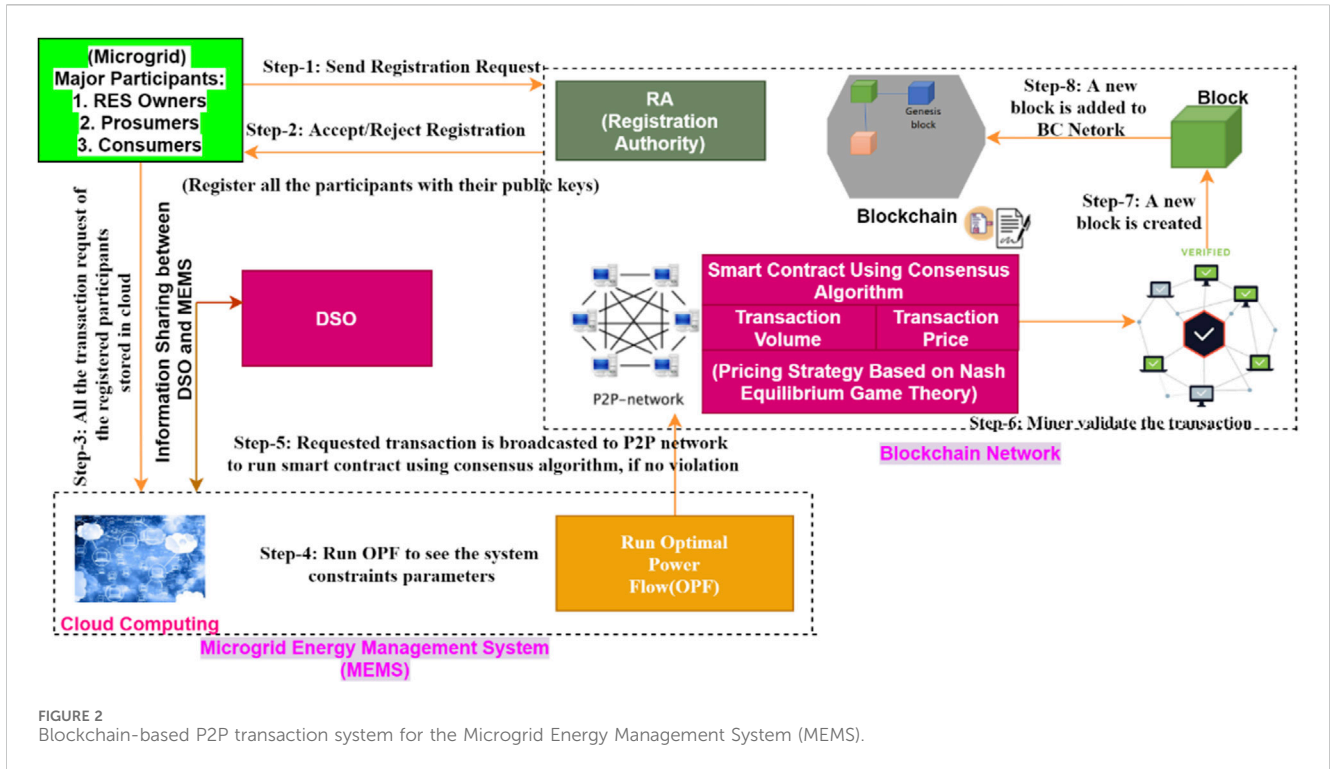 (Microgrid)
Major Participants:
1. RES Owners
2. Prosumers
3. Consumers
Step-1: Send Registration Request
Step-2: Accept/Reject Registration
(Register all the participants with their public keys)
RA
(Registration
Authority)
Genesis
block
Blockchain
Step-8: A new
block is added to
BC Netork
Block
Step-7: A new
block is created
VERIFIED
Step-3: All the transaction request of
the registered participants
stored in cloud
Information Sharing between
DSO and MEMS
DSO
P2P-network
Smart Contract Using Consensus
Algorithm
Transaction
Volume
Transaction
Price
(Pricing Strategy Based on Nash
Equilibrium Game Theory)
Step-6: Miner validate the transaction
Blockchain Network
Step-5: Requested transaction is broadcasted to P2P network
to run smart contract using consensus algorithm, if no violation
Cloud Computing
Step-4: Run OPF to see the system
constraints parameters
Run Optimal
Power
Flow(OPF)
Microgrid Energy Management System
(MEMS)
FIGURE 2
Blockchain-based P2P transaction system for the Microgrid Energy Management System (MEMS).